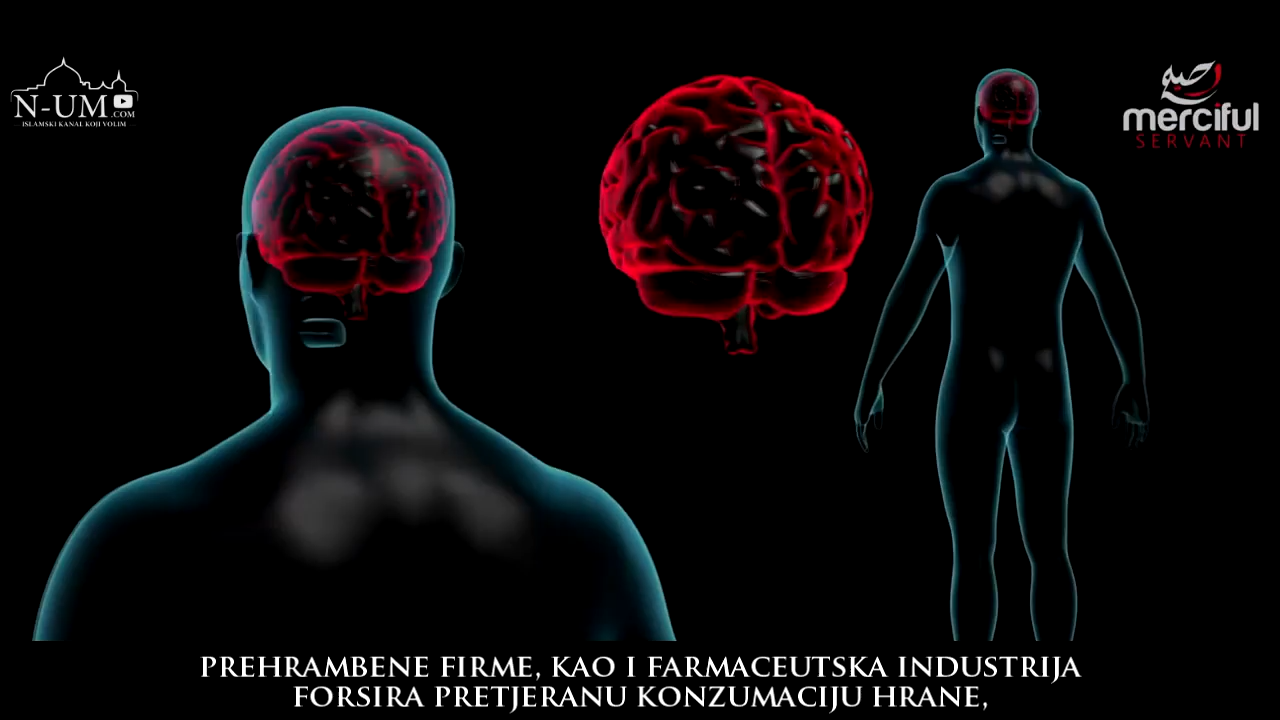 N-UM
.COM
ISLAMSKI KANAL KOJI VOLIM
merciful
SERVANT
PREHRAMBENE FIRME, KAO I FARMACEUTSKA INDUSTRIJA
FORSIRA PRETJERANU KONZUMACIJU HRANE,